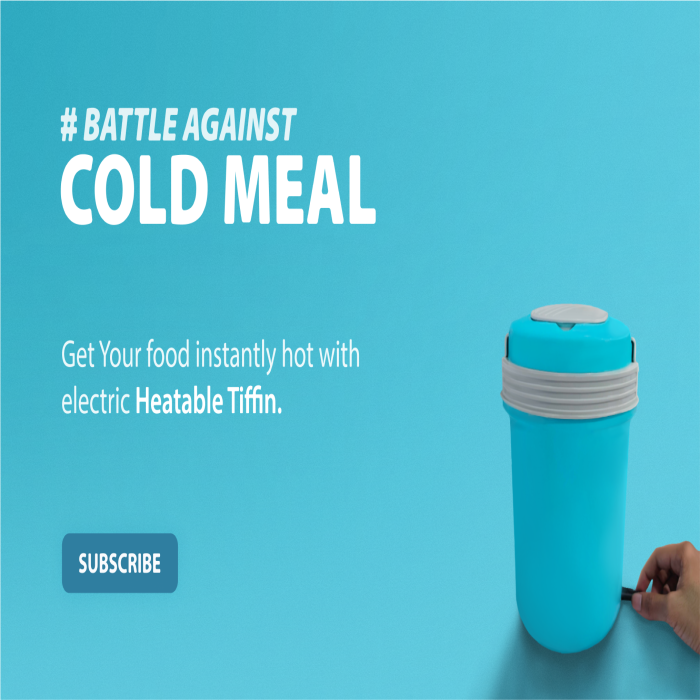 # BATTLE AGAINST
COLD MEAL
Get Your food instantly hot with
electric Heatable Tiffin.
SUBSCRIBE